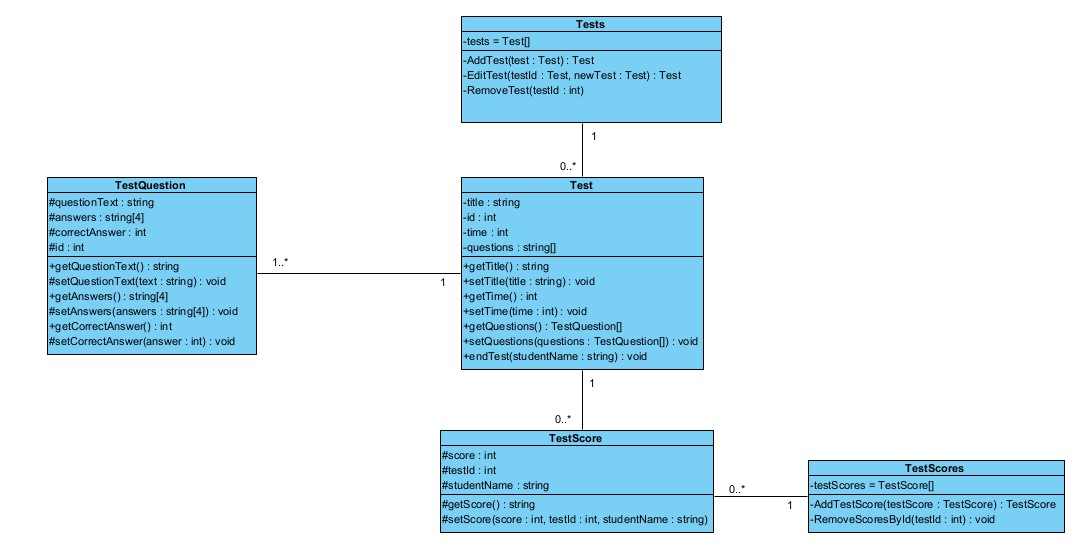 Tests
-tests = Test[]
-AddTest(test : Test) : Test
-EditTest(testId : Test, newTest : Test) : Test
-RemoveTest(testId : int)
1
0..*
TestQuestion
#questionText : string
#answers : string[4]
#correctAnswer : int
#id : int
+getQuestionText() : string
#setQuestionText(text : string) : void
+getAnswers() : string[4]
#setAnswers(answers : string[4]) : void
+getCorrectAnswer() : int
#setCorrectAnswer(answer : int) : void
1..*
1
Test
-title : string
-id : int
-time : int
-questions : string[]
+getTitle() : string
+setTitle(title : string) : void
+getTime() : int
+setTime(time : int) : void
+getQuestions() : TestQuestion[]
+setQuestions(questions : TestQuestion[]) : void
+endTest(studentName : string) : void
1
0..*
TestScore
#score : int
#testId : int
#studentName : string
#getScore() : string
#setScore(score : int, testId : int, studentName : string)
0..*
1
TestScores
-testScores = TestScore[]
-AddTestScore(testScore : TestScore) : TestScore
-RemoveScoresById(testId : int) : void